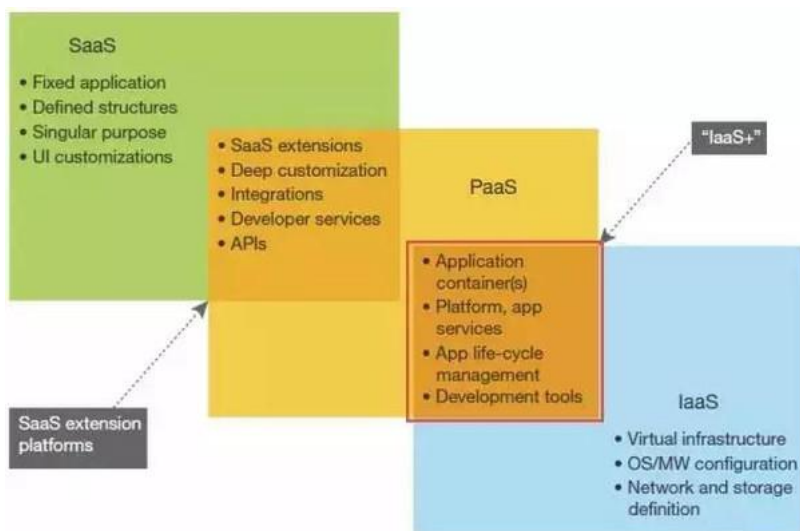 SaaS
• Fixed application
• Defined structures
• Singular purpose
• UI customizations
• SaaS extensions
• Deep customization
• Integrations
• Developer services
• APIs
PaaS
“IaaS+”
• Application
container(s)
• Platform, app
services
• App life-cycle
management
• Development tools
SaaS extension
platforms
IaaS
• Virtual infrastructure
• OS/MW configuration
• Network and storage
definition